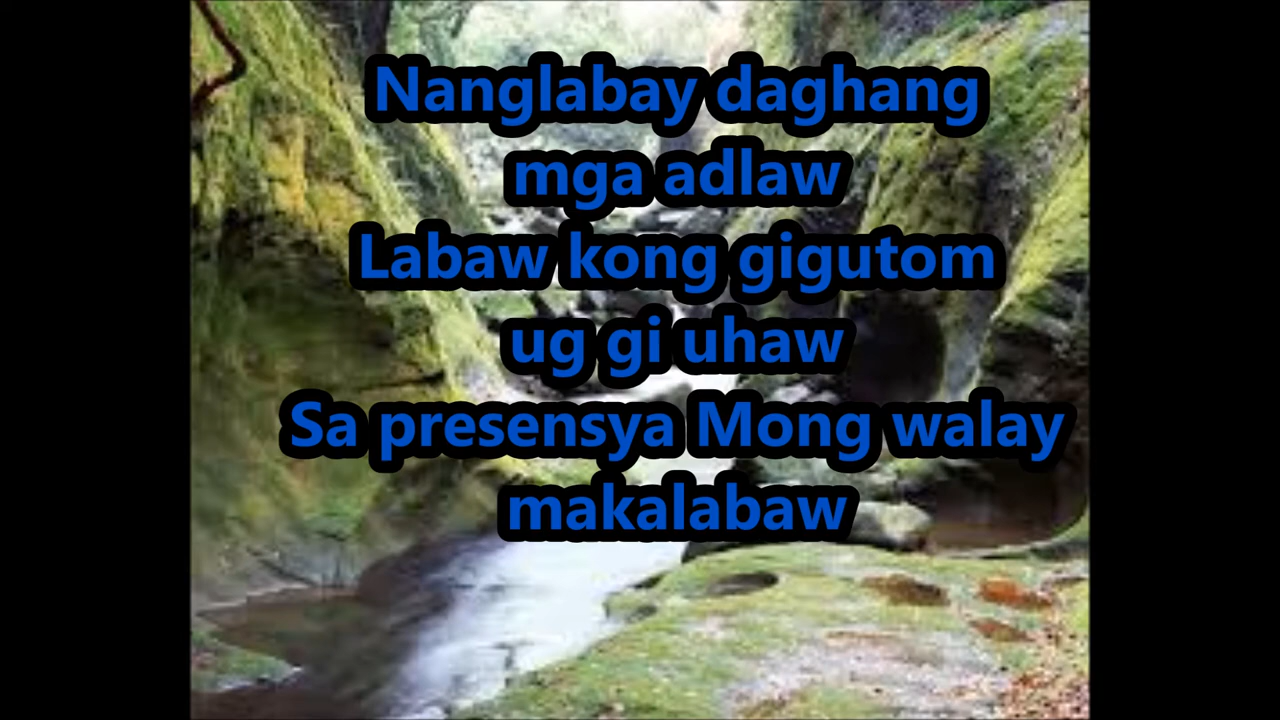 Nanglabay daghang
mga adlaw
Labaw kong gigutom
ug gi uhaw
Sa presensya Mong walay
makalabaw